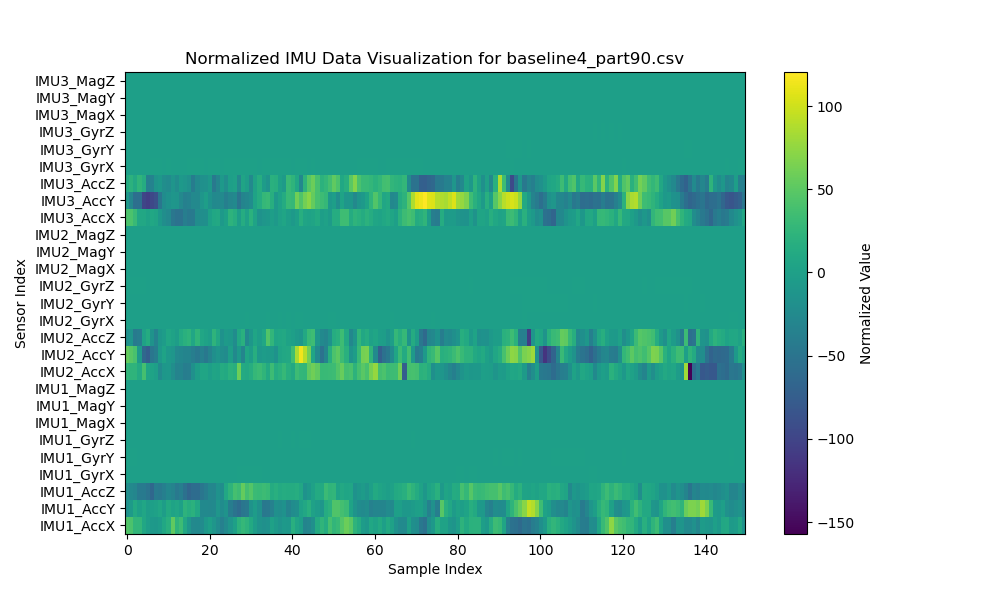 Normalized IMU Data Visualization for baseline4_part90.csv
IMU3_MagZ
IMU3_MagY
IMU3_MagX
IMU3_GyrZ
IMU3_GyrY
IMU3_GyrX
IMU3_AccZ
IMU3_AccY
IMU3_AccX
IMU2_MagZ
IMU2_MagY
IMU2_MagX
IMU2_GyrZ
IMU2_GyrY
IMU2_GyrX
IMU2_AccZ
IMU2_AccY
IMU2_AccX
IMU1_MagZ
IMU1_MagY
IMU1_MagX
IMU1_GyrZ
IMU1_GyrY
IMU1_GyrX
IMU1_AccZ
IMU1_AccY
IMU1_AccX
Sensor Index
0 20 40 60 80 100 120 140
Sample Index
100
50
0
−50
−100
−150
Normalized Value